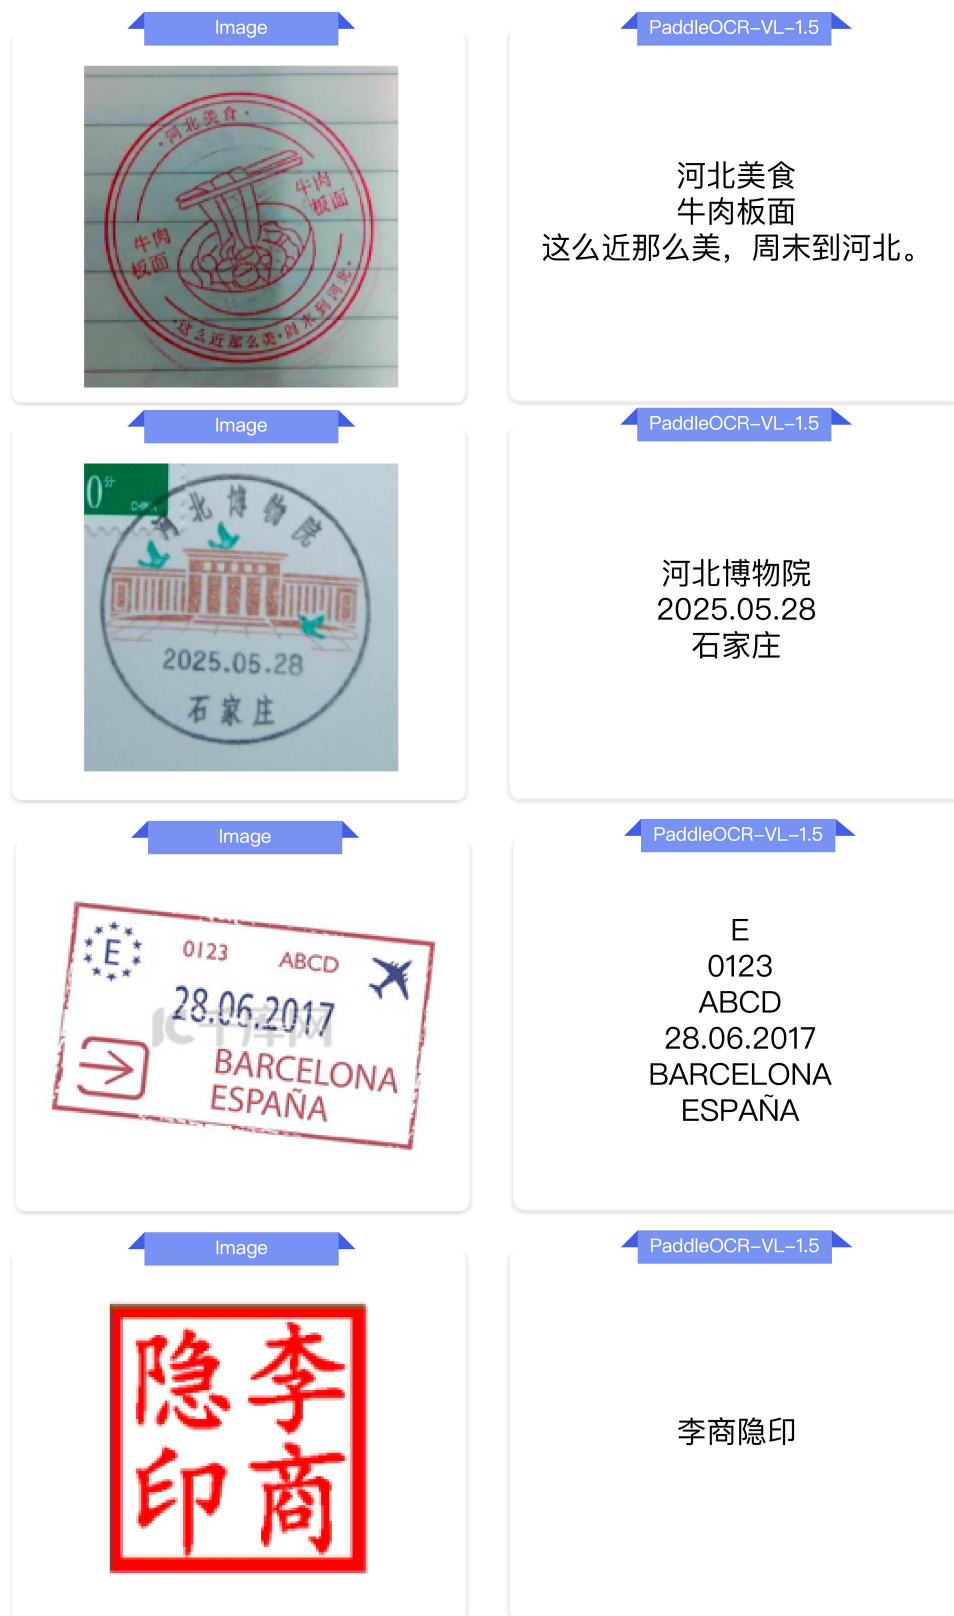 Image
PaddleOCR-VL-1.5
·河北美食·
牛肉
板面
牛肉
板面
·这么近那么美·周末到河北·
河北美食
牛肉板面
这么近那么美，周末到河北。
Image
PaddleOCR-VL-1.5
0分
河北博物院
2025.05.28
石家庄
河北博物院
2025.05.28
石家庄
Image
PaddleOCR-VL-1.5
E
0123
ABCD
28.06.2017
千库网
BARCELONA
ESPAÑA
E
0123
ABCD
28.06.2017
BARCELONA
ESPAÑA
Image
PaddleOCR-VL-1.5
李商隐印
李商隐印